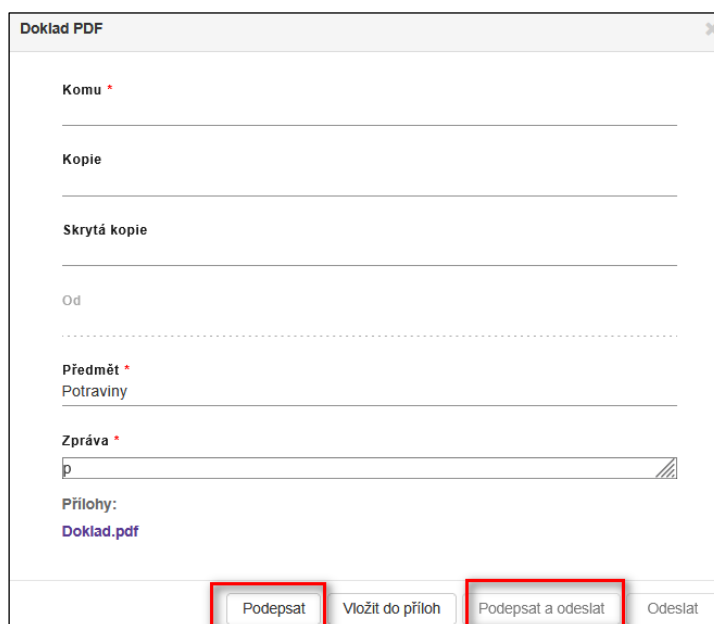 Doklad PDF
Komu *
Kopie
Skrytá kopie
Od
Předmět *
Potraviny
Zpráva *
p
Přílohy:
Doklad.pdf
Podepsat Vložit do příloh Podepsat a odeslat Odeslat